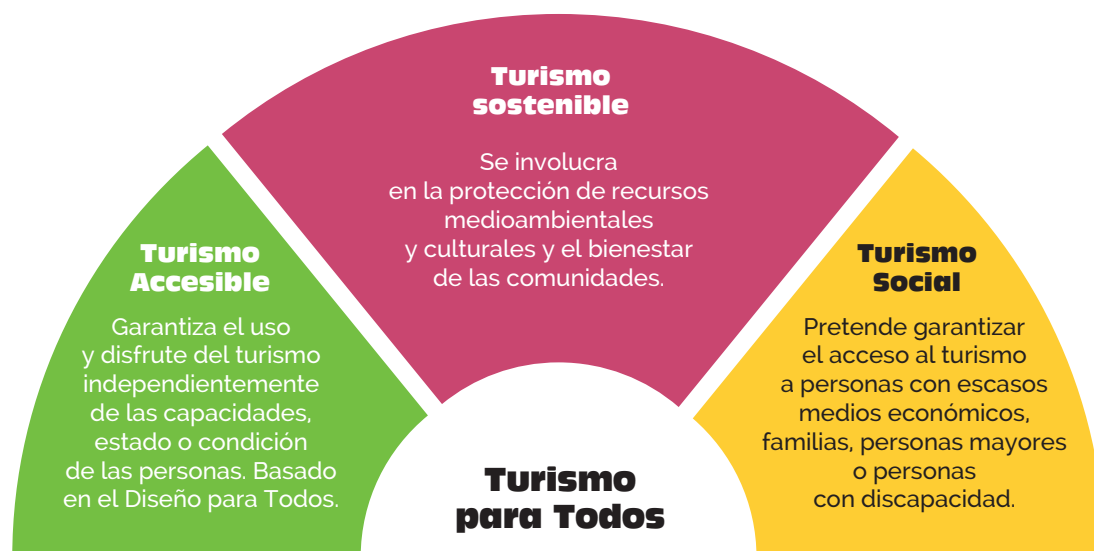 Turismo
sostenible
Se involucra
en la protección de recursos
medioambientales
y culturales y el bienestar
de las comunidades.
Turismo
Accesible
Garantiza el uso
y disfrute del turismo
independientemente
de las capacidades,
estado o condición
de las personas. Basado
en el Diseño para Todos.
Turismo
Social
Pretende garantizar
el acceso al turismo
a personas con escasos
medios económicos,
familias, personas mayores
o personas
con discapacidad.
Turismo
para Todos